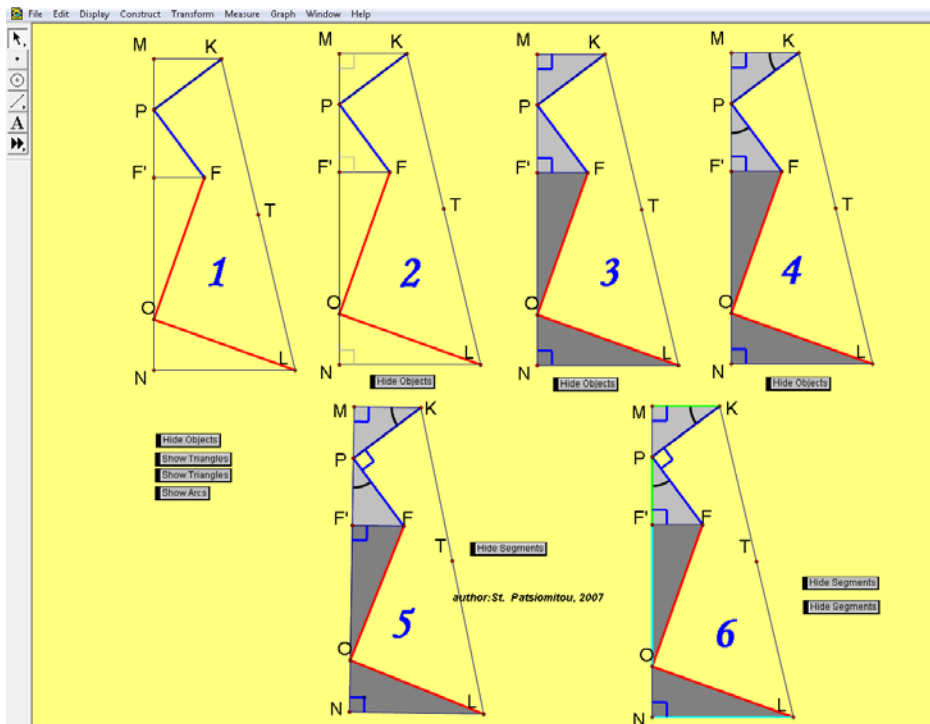 File Edit Display Construct Transform Measure Graph Window Help
M K M K M K M K
P P P P
F' F F' F F' F F' F
T T T T
1 2 3 4
O O O O
L L L L
N N N N
Hide Objects Hide Objects Hide Objects
A
M K M K
Hide Objects
Show Triangles
Show Triangles
Show Arcs
P P
F' F F' F
T Hide Segments T
Hide Segments
author:St. Patsiomitou, 2007
Hide Segments
5 6
O O
L L
N N